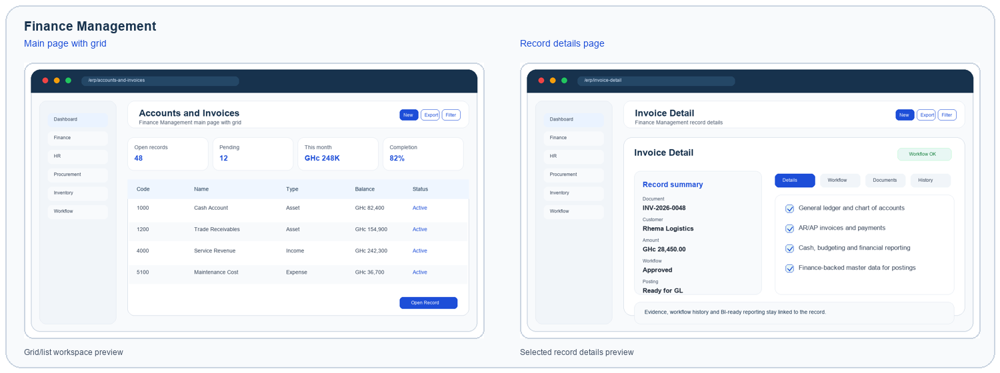 Finance Management
Main page with grid
/erp/accounts-and-invoices
Dashboard
Finance
HR
Procurement
Inventory
Workflow
Accounts and Invoices
Finance Management main page with grid
New Export Filter
Open records Pending This month Completion
48 12 GHc 248K 82%
Code Name Type Balance Status
1000 Cash Account Asset GHc 82,400 Active
1200 Trade Receivables Asset GHc 154,900 Active
4000 Service Revenue Income GHc 242,300 Active
5100 Maintenance Cost Expense GHc 36,700 Active
Open Record
Grid/list workspace preview
Record details page
/erp/invoice-detail
Dashboard
Finance
HR
Procurement
Inventory
Workflow
Invoice Detail
Finance Management record details
New Export Filter
Invoice Detail
Workflow OK
Record summary
Document
INV-2026-0048
Customer
Rhema Logistics
Amount
GHc 28,450.00
Workflow
Approved
Posting
Ready for GL
Details Workflow Documents History
General ledger and chart of accounts
AR/AP invoices and payments
Cash, budgeting and financial reporting
Finance-backed master data for postings
Evidence, workflow history and BI-ready reporting stay linked to the record.
Selected record details preview